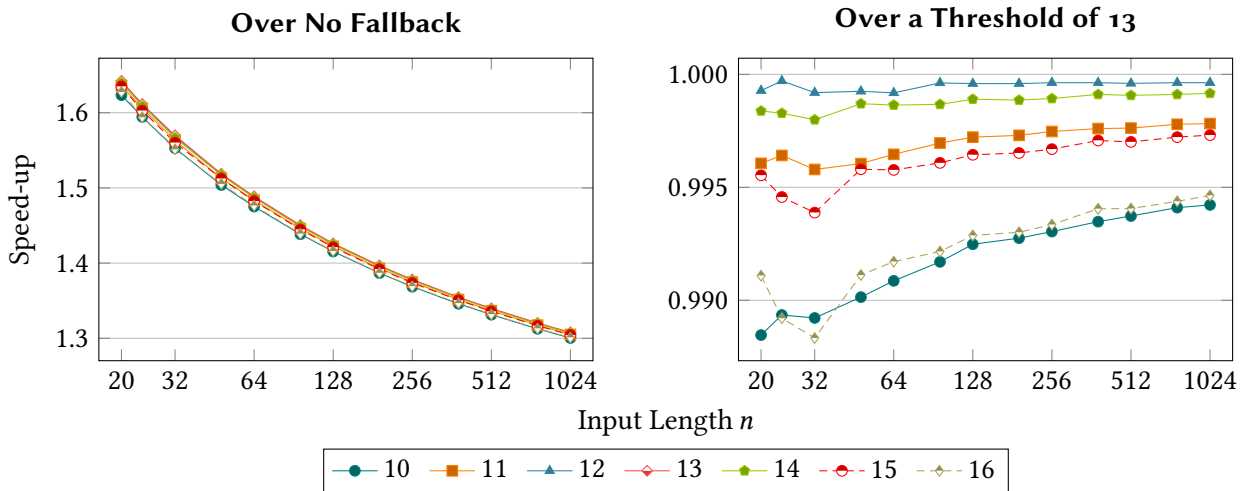 Over No Fallback
Over a Threshold of 13
Speed-up
1.6
1.5
1.4
1.3
20 32 64 128 256 512 1024
1.000
0.995
0.990
20 32 64 128 256 512 1024
Input Length n
10 11 12 13 14 15 16